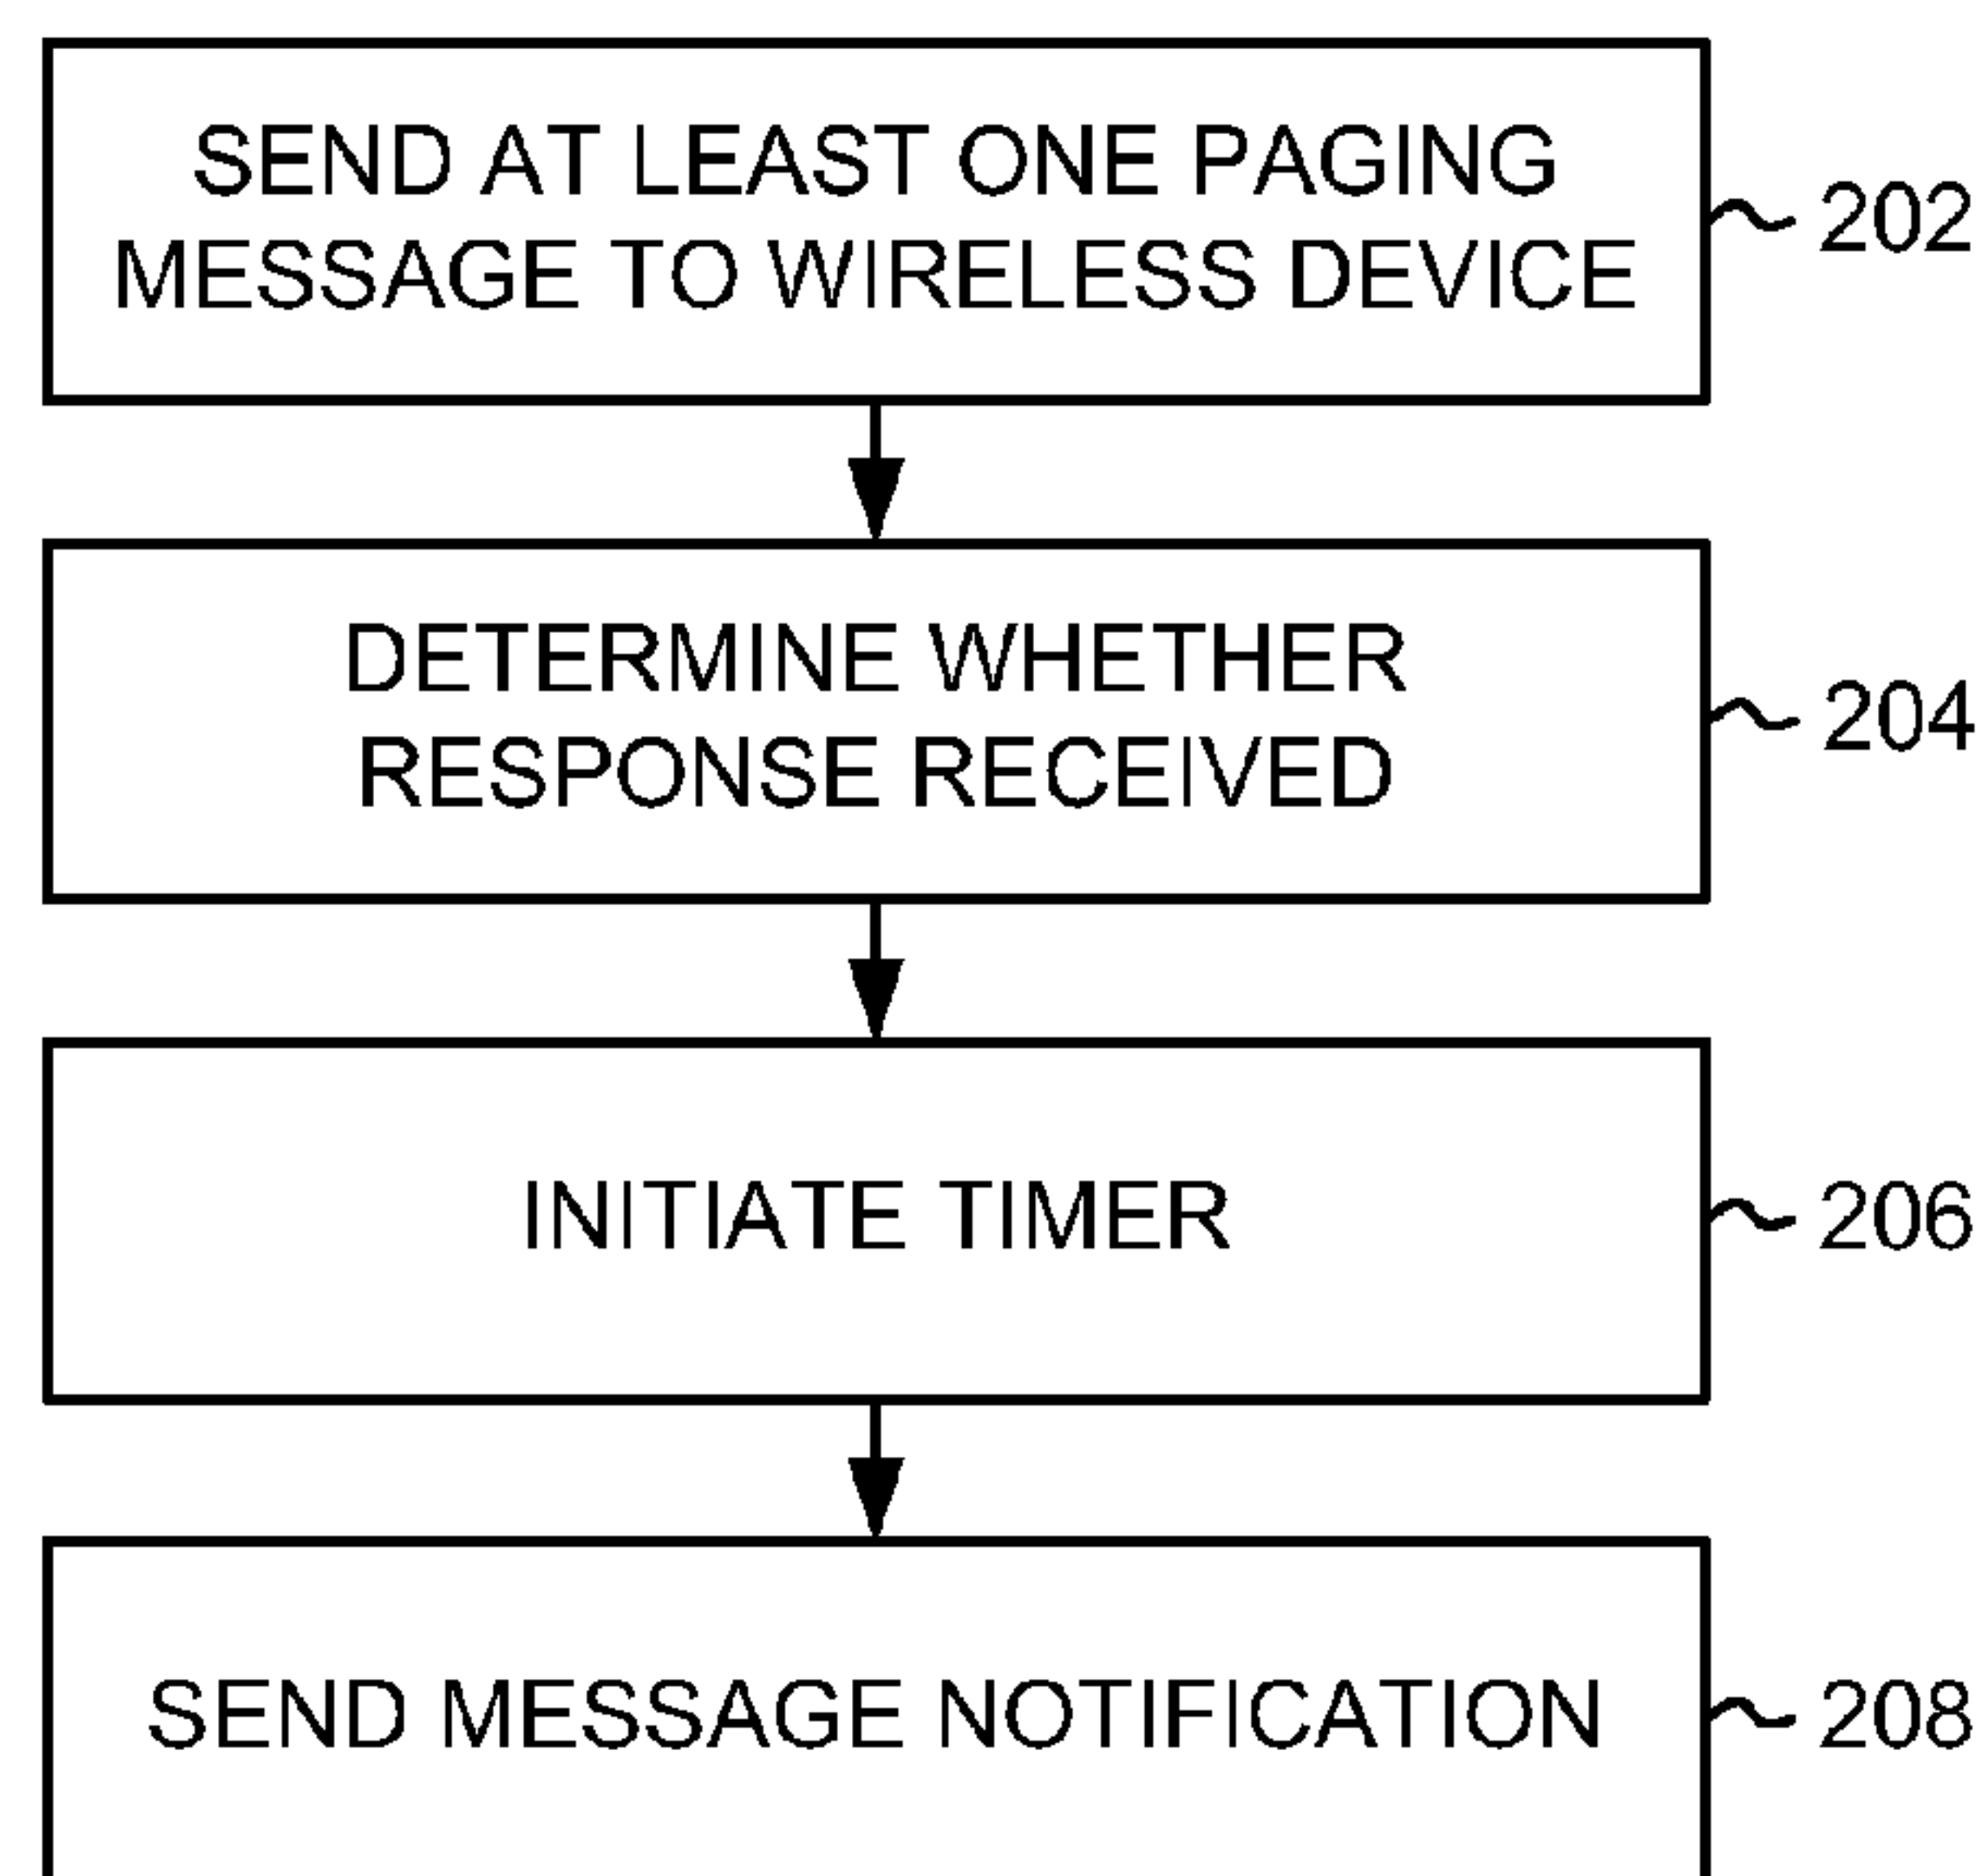 SEND AT LEAST ONE PAGING
MESSAGE TO WIRELESS DEVICE
202
DETERMINE WHETHER
RESPONSE RECEIVED
204
INITIATE TIMER
206
SEND MESSAGE NOTIFICATION
208